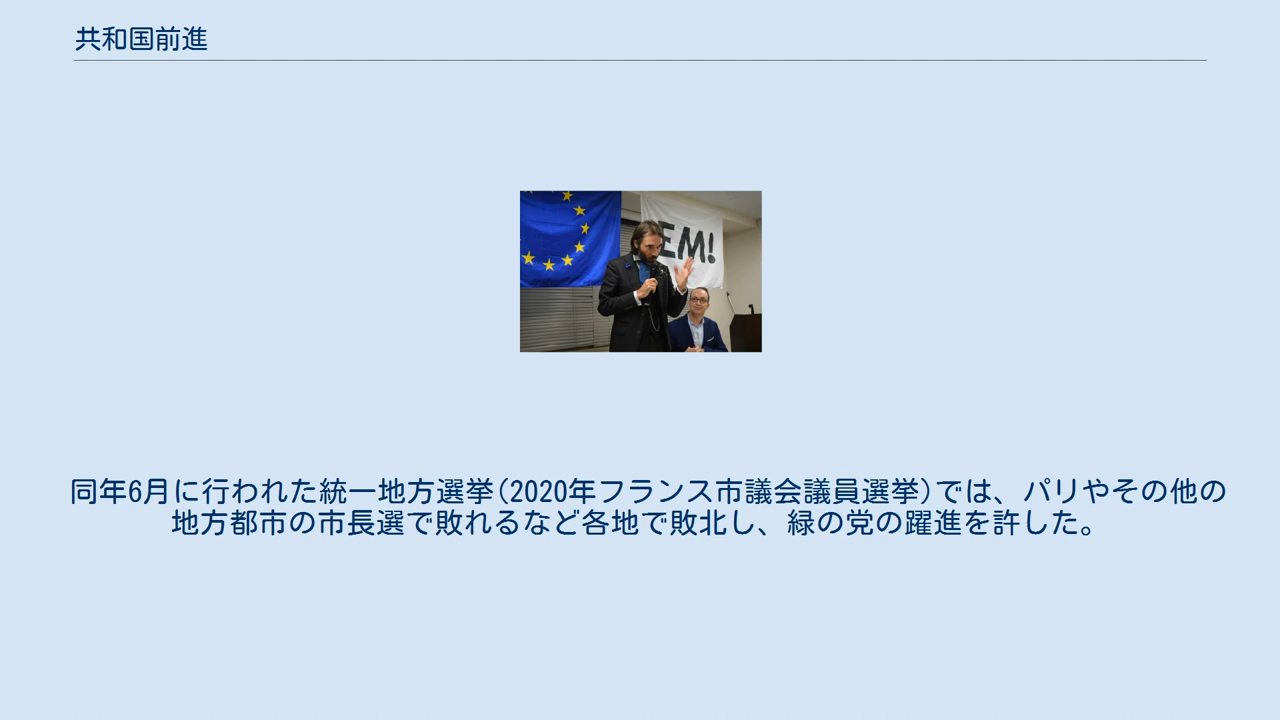 共和国前進
EM!
同年6月に行われた統一地方選挙(2020年フランス市議会議員選挙)では、パリやその他の
地方都市の市長選で敗れるなど各地で敗北し、緑の党の躍進を許した。